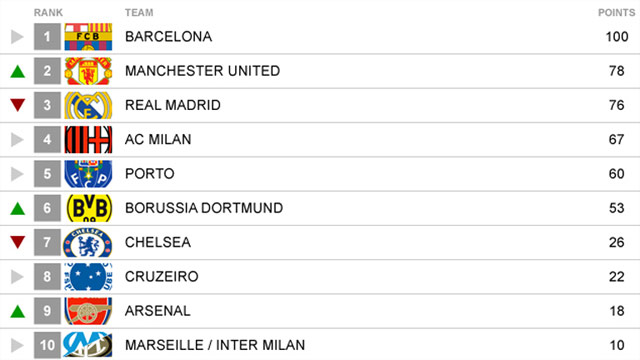 RANK TEAM POINTS
1 FCB BARCELONA 100
2 MANCHESTER UNITED 78
3 REAL MADRID 76
4 AC MILAN 67
5 FCP PORTO 60
6 BVB 09 BORUSSIA DORTMUND 53
7 CHELSEA CHELSEA 26
8 CRUZEIRO 22
9 ARSENAL 18
10 MARSEILLE / INTER MILAN 10